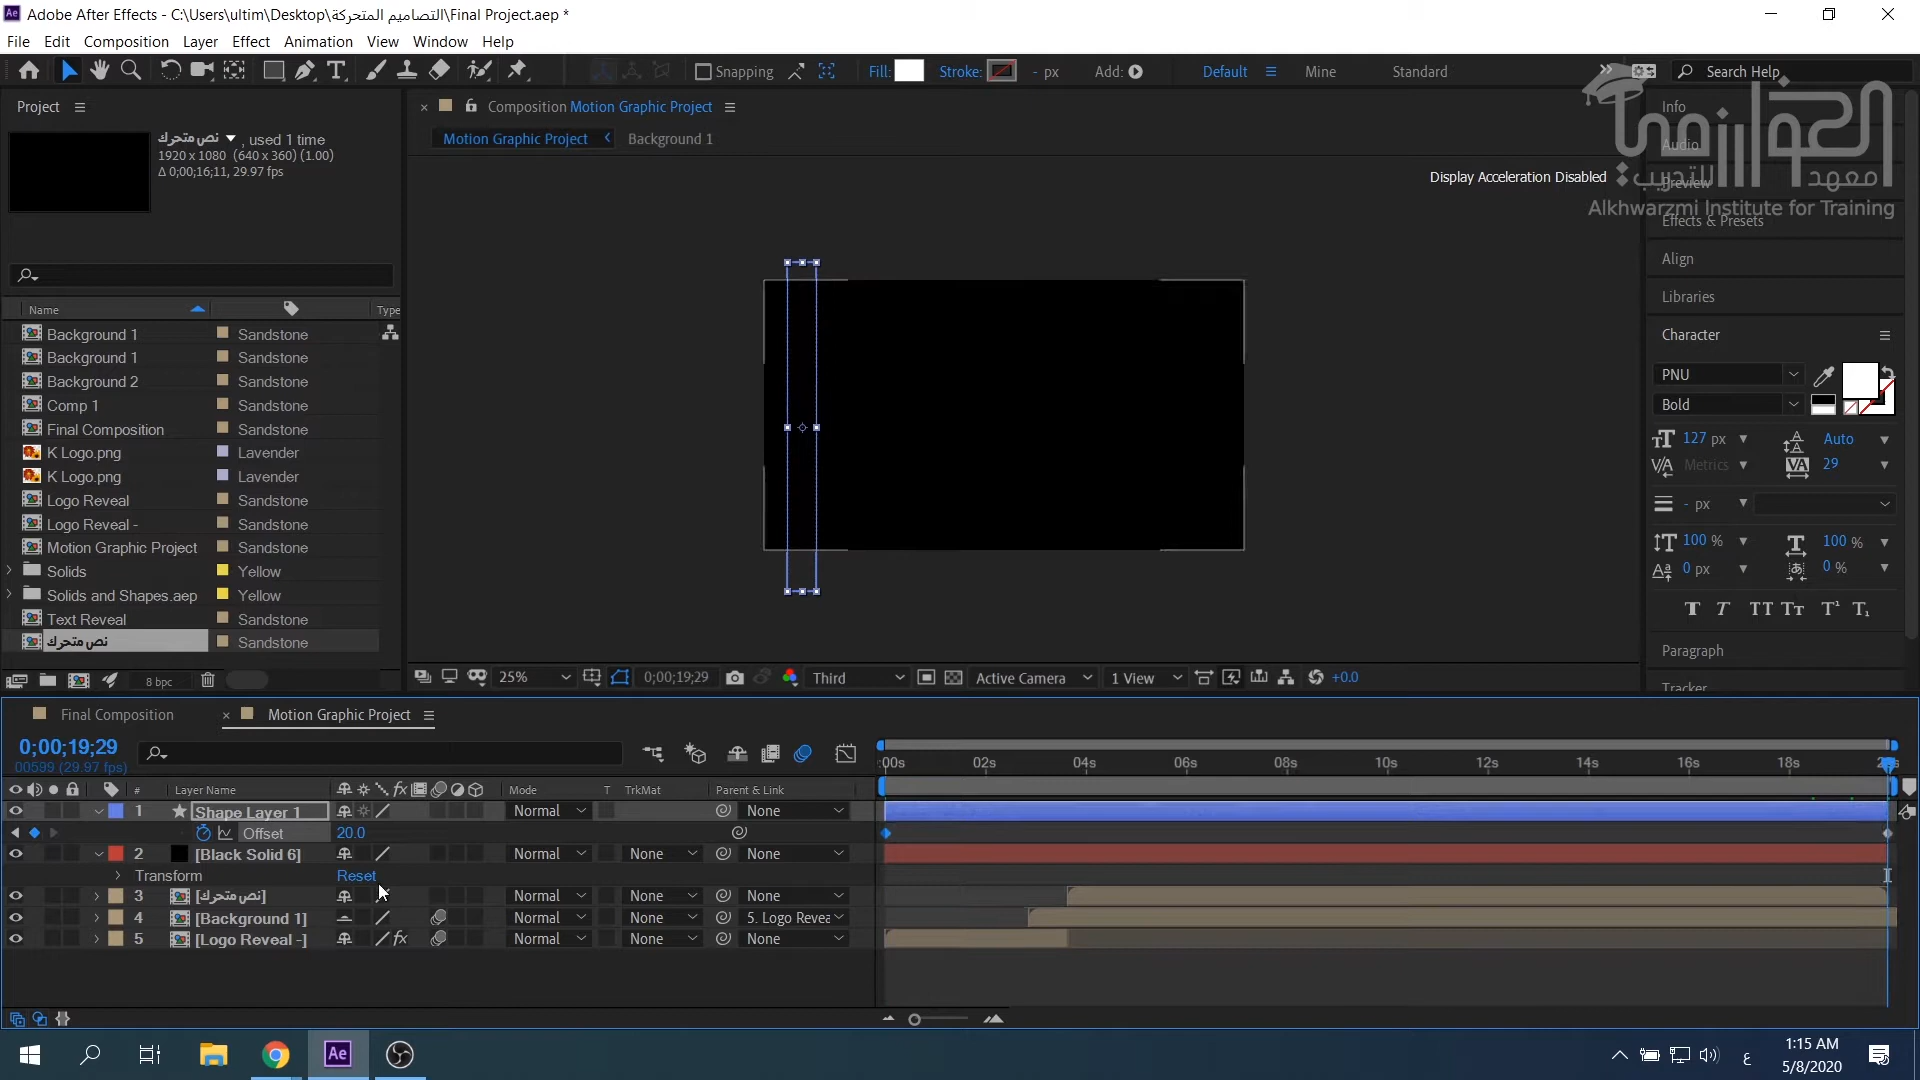 Adobe After Effects - C:\Users\ultim\Desktop\التصاميم المتحركة\Final Project.aep *
File Edit Composition Layer Effect Animation View Window Help
Snapping Fill: Stroke: - px Add: Default Mine Standard Search Help
Project
Composition Motion Graphic Project
Info
Motion Graphic Project Background 1
نص متحرك , used 1 time
1920 x 1080 (640 x 360) (1.00)
Δ 0;00;16;11, 29.97 fps
Display Acceleration Disabled
الخوارزمي
معهد للتدريب
Alkhwarzmi Institute for Training
Audio
Preview
Effects & Presets
Align
Libraries
Character
PNU
Bold
127 px Auto
Metrics 29
- px
100 % 100 %
0 px 0 %
Paragraph
Tracker
Name Type
Background 1 Sandstone
Background 1 Sandstone
Background 2 Sandstone
Comp 1 Sandstone
Final Composition Sandstone
K Logo.png Lavender
K Logo.png Lavender
Logo Reveal Sandstone
Logo Reveal - Sandstone
Motion Graphic Project Sandstone
Solids Yellow
Solids and Shapes.aep Yellow
Text Reveal Sandstone
نص متحرك Sandstone
8 bpc
25% 0;00;19;29 Third Active Camera 1 View +0.0
Final Composition Motion Graphic Project
0;00;19;29
00599 (29.97 fps)
:00s 02s 04s 06s 08s 10s 12s 14s 16s 18s
# Layer Name Mode T TrkMat Parent & Link
1 Shape Layer 1 Normal None
Offset 20.0
2 [Black Solid 6] Normal None None
Transform Reset
3 [نص متحرك] Normal None None
4 [Background 1] Normal None 5. Logo Revea
5 [Logo Reveal -] Normal None None
ع
1:15 AM
5/8/2020